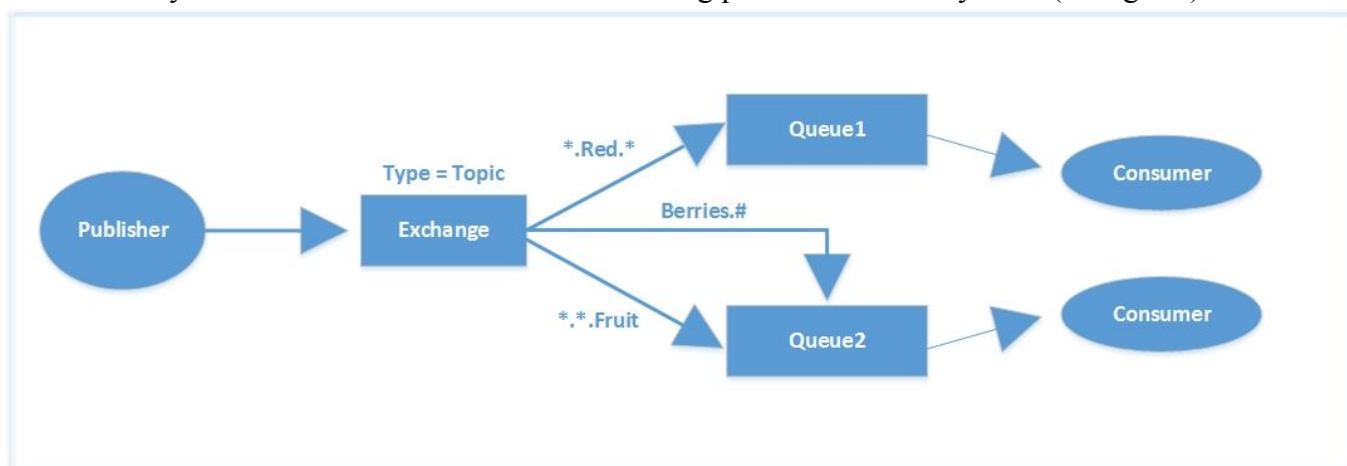 *.Red.*
Queue1
Type = Topic
Consumer
Publisher
Exchange
Berries.#
*.*.Fruit
Queue2
Consumer